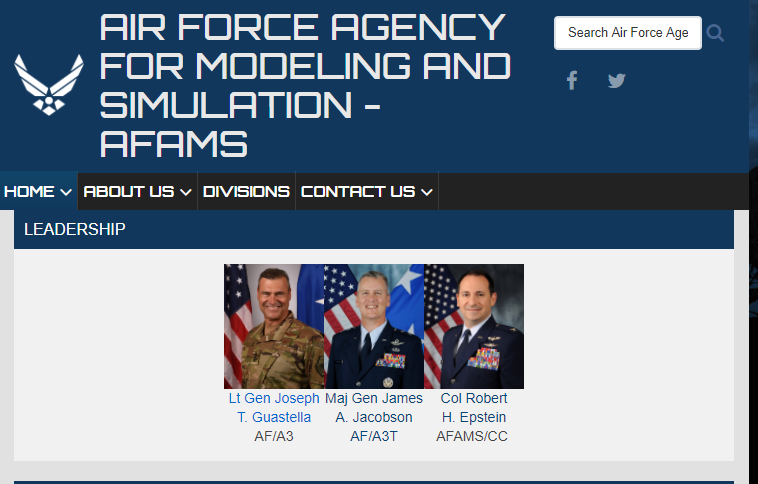 AIR FORCE AGENCY
FOR MODELING AND
SIMULATION -
AFAMS
Search Air Force Age
HOME ABOUT US DIVISIONS CONTACT US
LEADERSHIP
Lt Gen Joseph
T. Guastella
AF/A3
Maj Gen James
A. Jacobson
AF/A3T
Col Robert
H. Epstein
AFAMS/CC